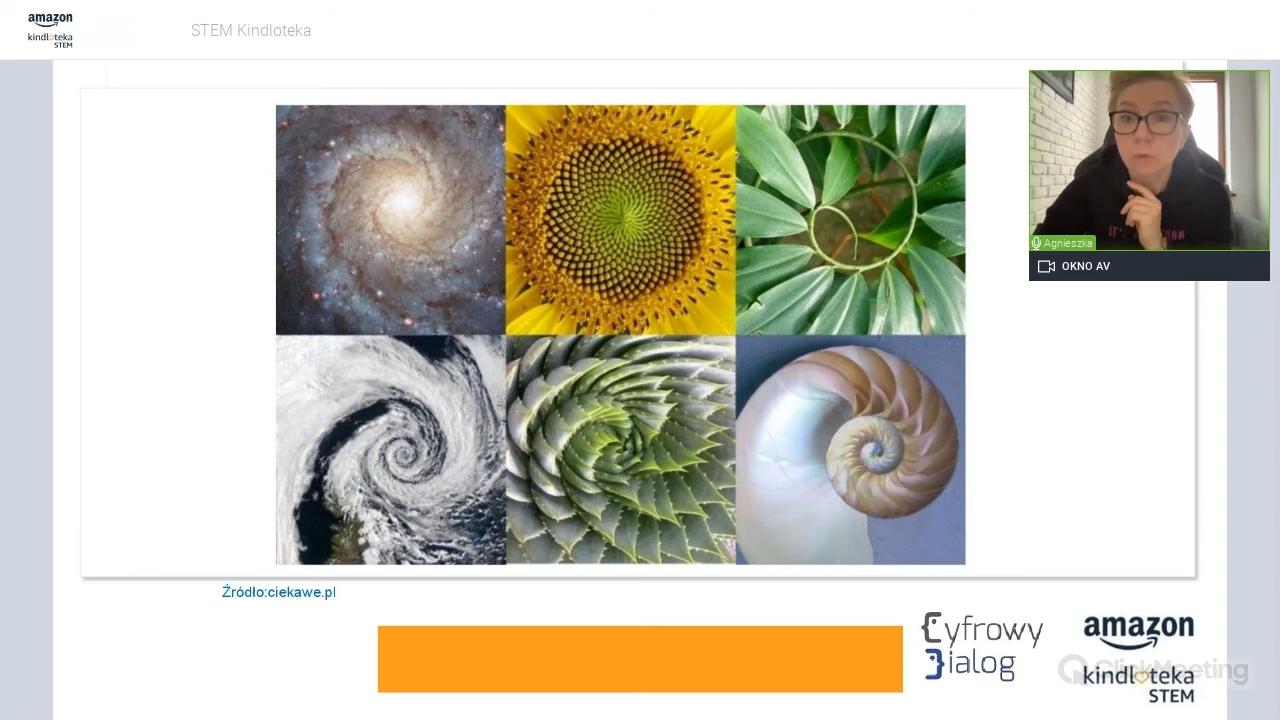 amazon
kindloteka
STEM
STEM Kindloteka
Agnieszka
OKNO AV
Źródło:ciekawe.pl
Cyfrowy
Dialog
amazon
kindloteka
STEM
ClickMeeting